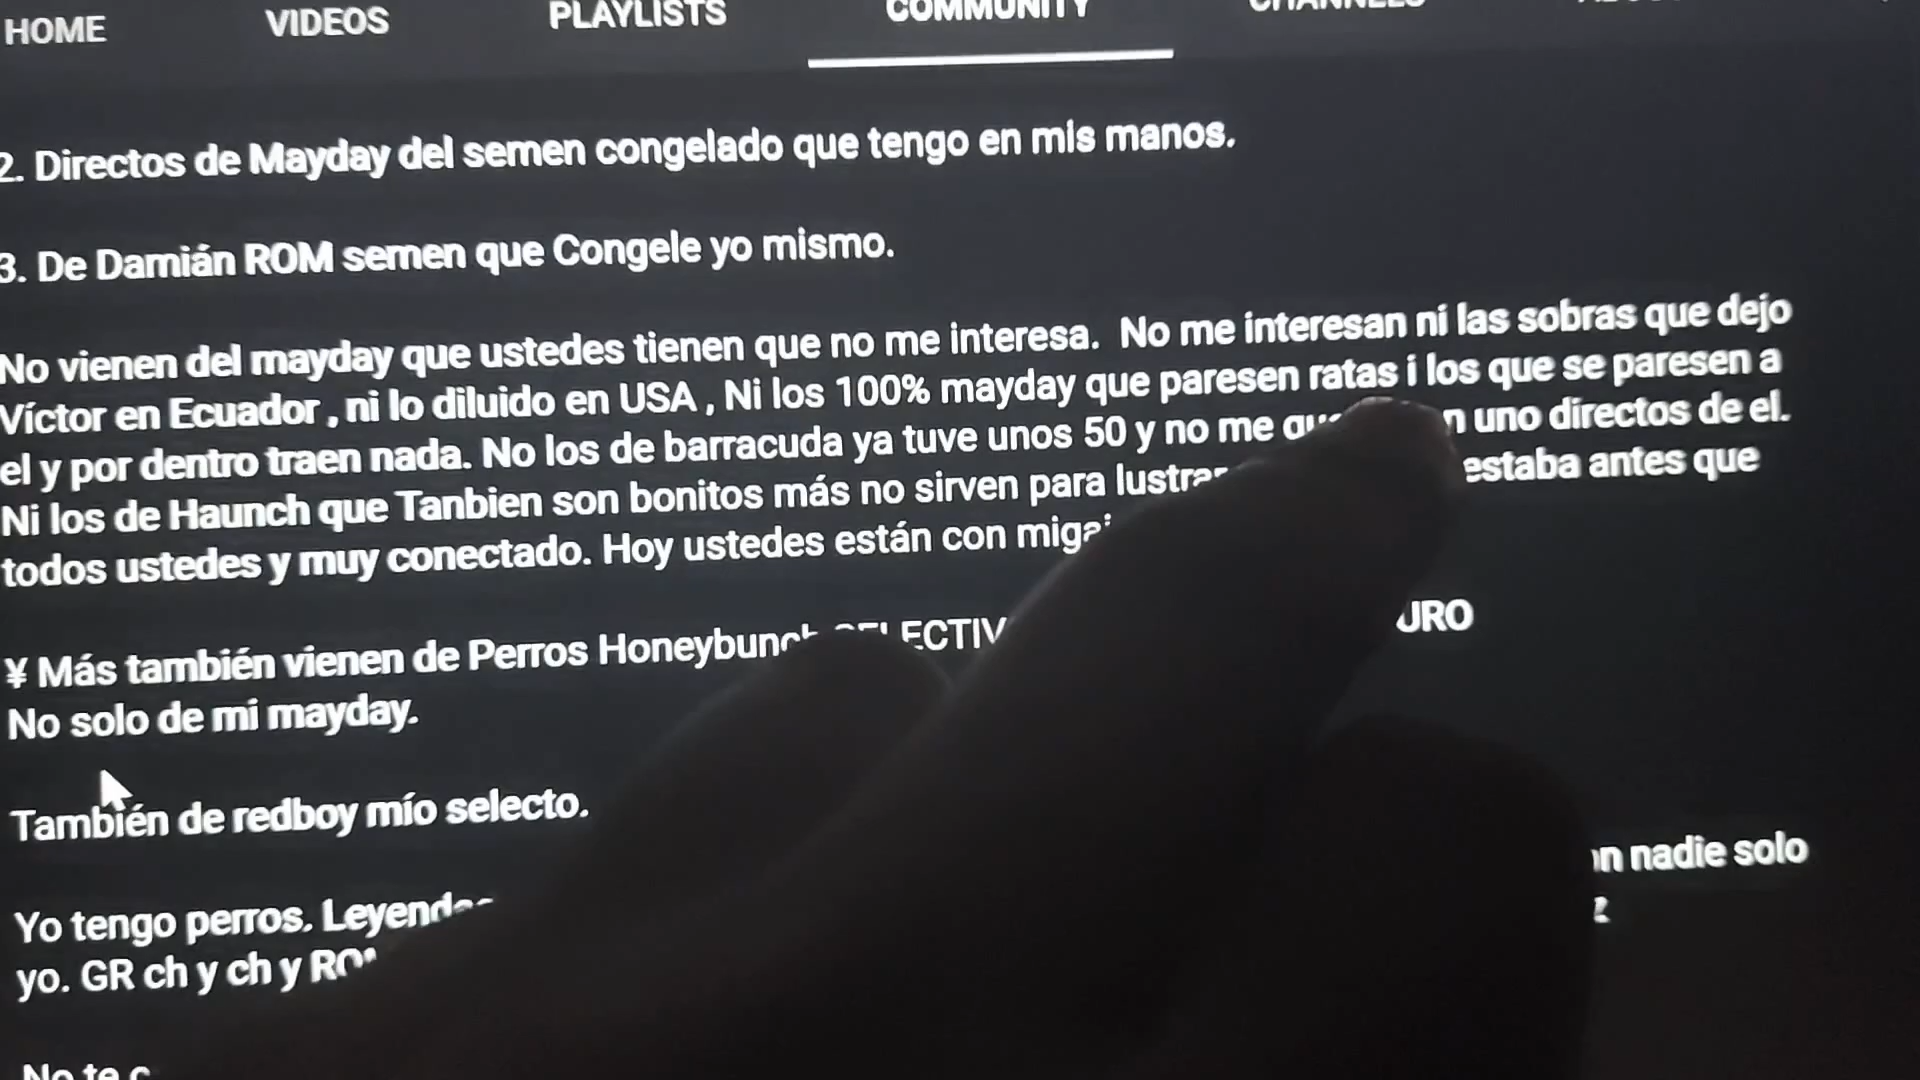 HOME VIDEOS PLAYLISTS COMMUNITY CHANNELS
2. Directos de Mayday del semen congelado que tengo en mis manos.
3. De Damián ROM semen que Congele yo mismo.
No vienen del mayday que ustedes tienen que no me interesa. No me interesan ni las sobras que dejo
Víctor en Ecuador , ni lo diluido en USA , Ni los 100% mayday que paresen ratas i los que se paresen a
el y por dentro traen nada. No los de barracuda ya tuve unos 50 y no me uno directos de el.
Ni los de Haunch que Tanbien son bonitos más no sirven para estaba antes que
todos ustedes y muy conectado. Hoy ustedes están con
¥ Más también vienen de Perros Honeybunch
No solo de mi mayday.
También de redboy mío selecto.
Yo tengo perros. nadie solo
yo. GR ch y ch y
No te